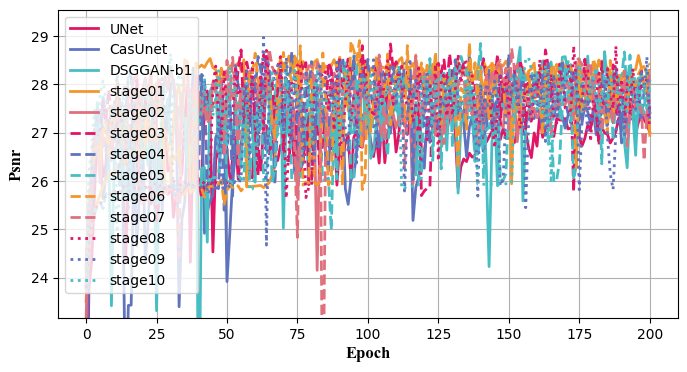 29
28
27
26
25
24
Psnr
UNet
CasUnet
DSGGAN-b1
stage01
stage02
stage03
stage04
stage05
stage06
stage07
stage08
stage09
stage10
0 25 50 75 100 125 150 175 200
Epoch